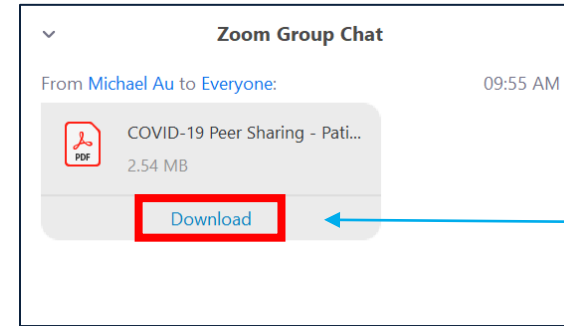 Zoom Group Chat
From Michael Au to Everyone: 09:55 AM
COVID-19 Peer Sharing - Pati...
PDF
2.54 MB
Download